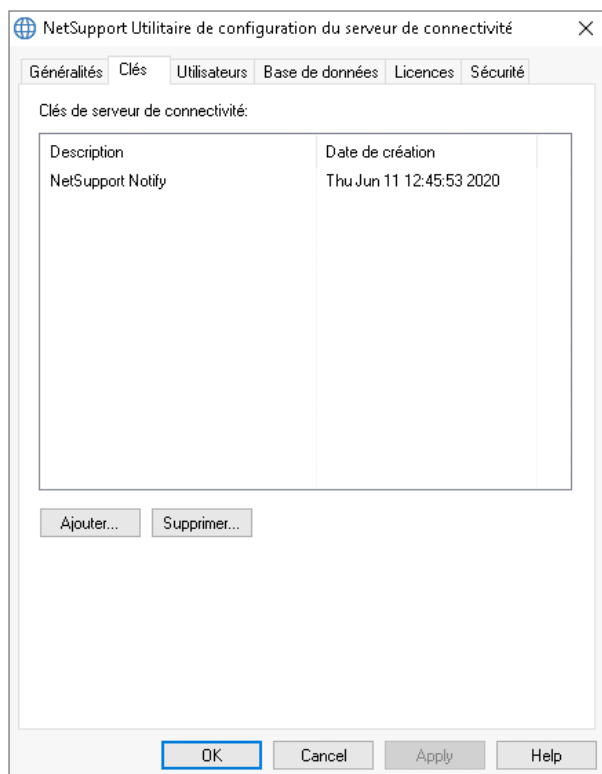 NetSupport Utilitaire de configuration du serveur de connectivité
Généralités Clés Utilisateurs Base de données Licences Sécurité
Clés de serveur de connectivité:
Description Date de création
NetSupport Notify Thu Jun 11 12:45:53 2020
Ajouter... Supprimer...
OK Cancel Apply Help